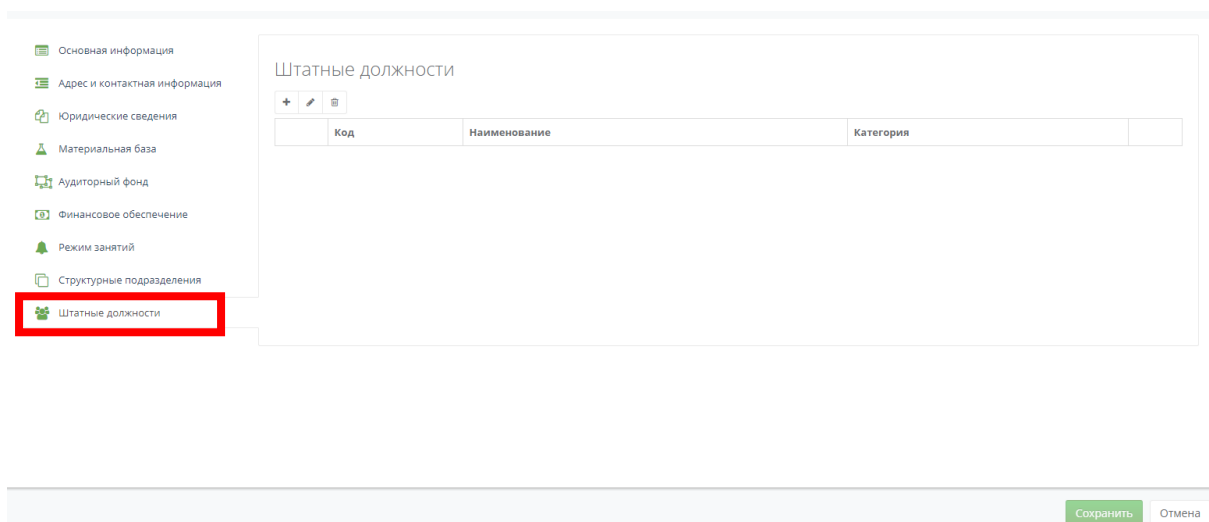 Основная информация
Адрес и контактная информация
Юридические сведения
Материальная база
Аудиторный фонд
Финансовое обеспечение
Режим занятий
Структурные подразделения
Штатные должности
Штатные должности
Код Наименование Категория
Сохранить Отмена